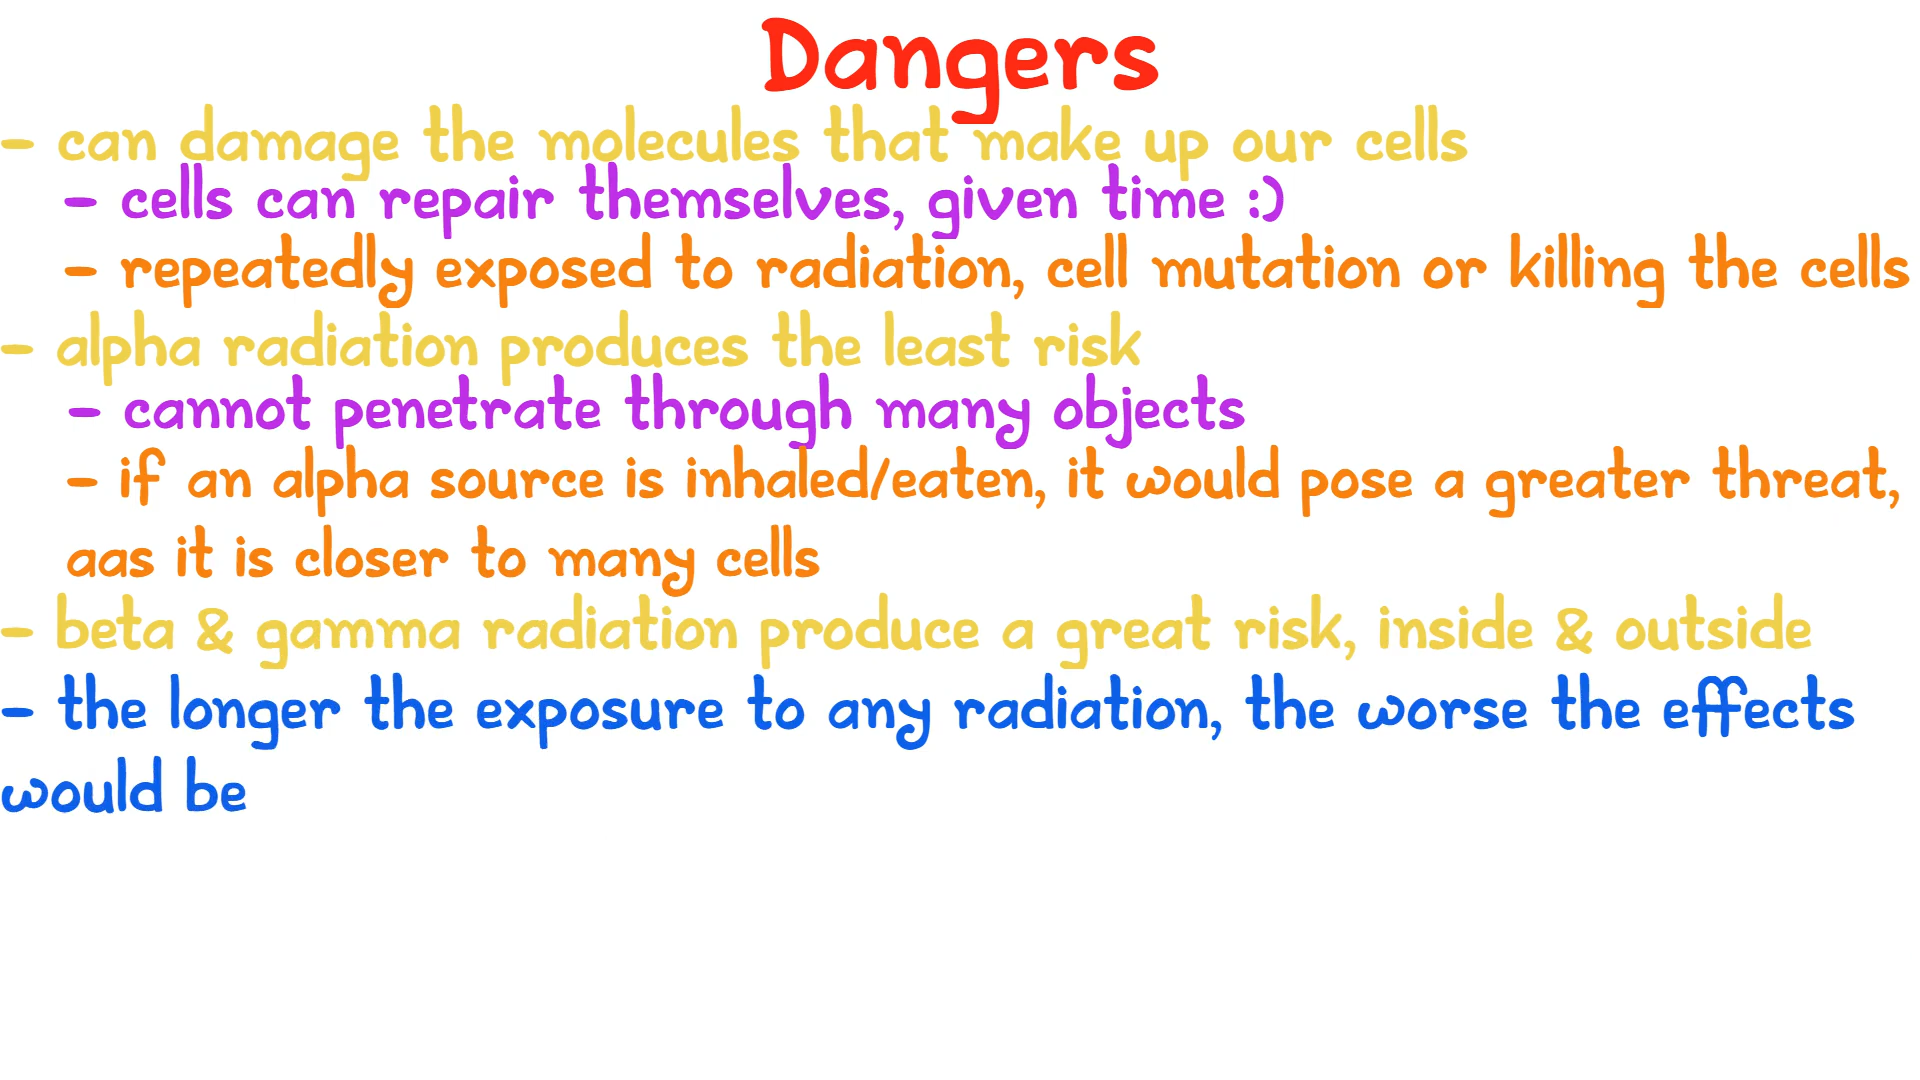 Dangers
- can damage the molecules that make up our cells
- cells can repair themselves, given time :)
- repeatedly exposed to radiation, cell mutation or killing the cells
- alpha radiation produces the least risk
- cannot penetrate through many objects
- if an alpha source is inhaled/eaten, it would pose a greater threat,
aas it is closer to many cells
- beta & gamma radiation produce a great risk, inside & outside
- the longer the exposure to any radiation, the worse the effects
would be